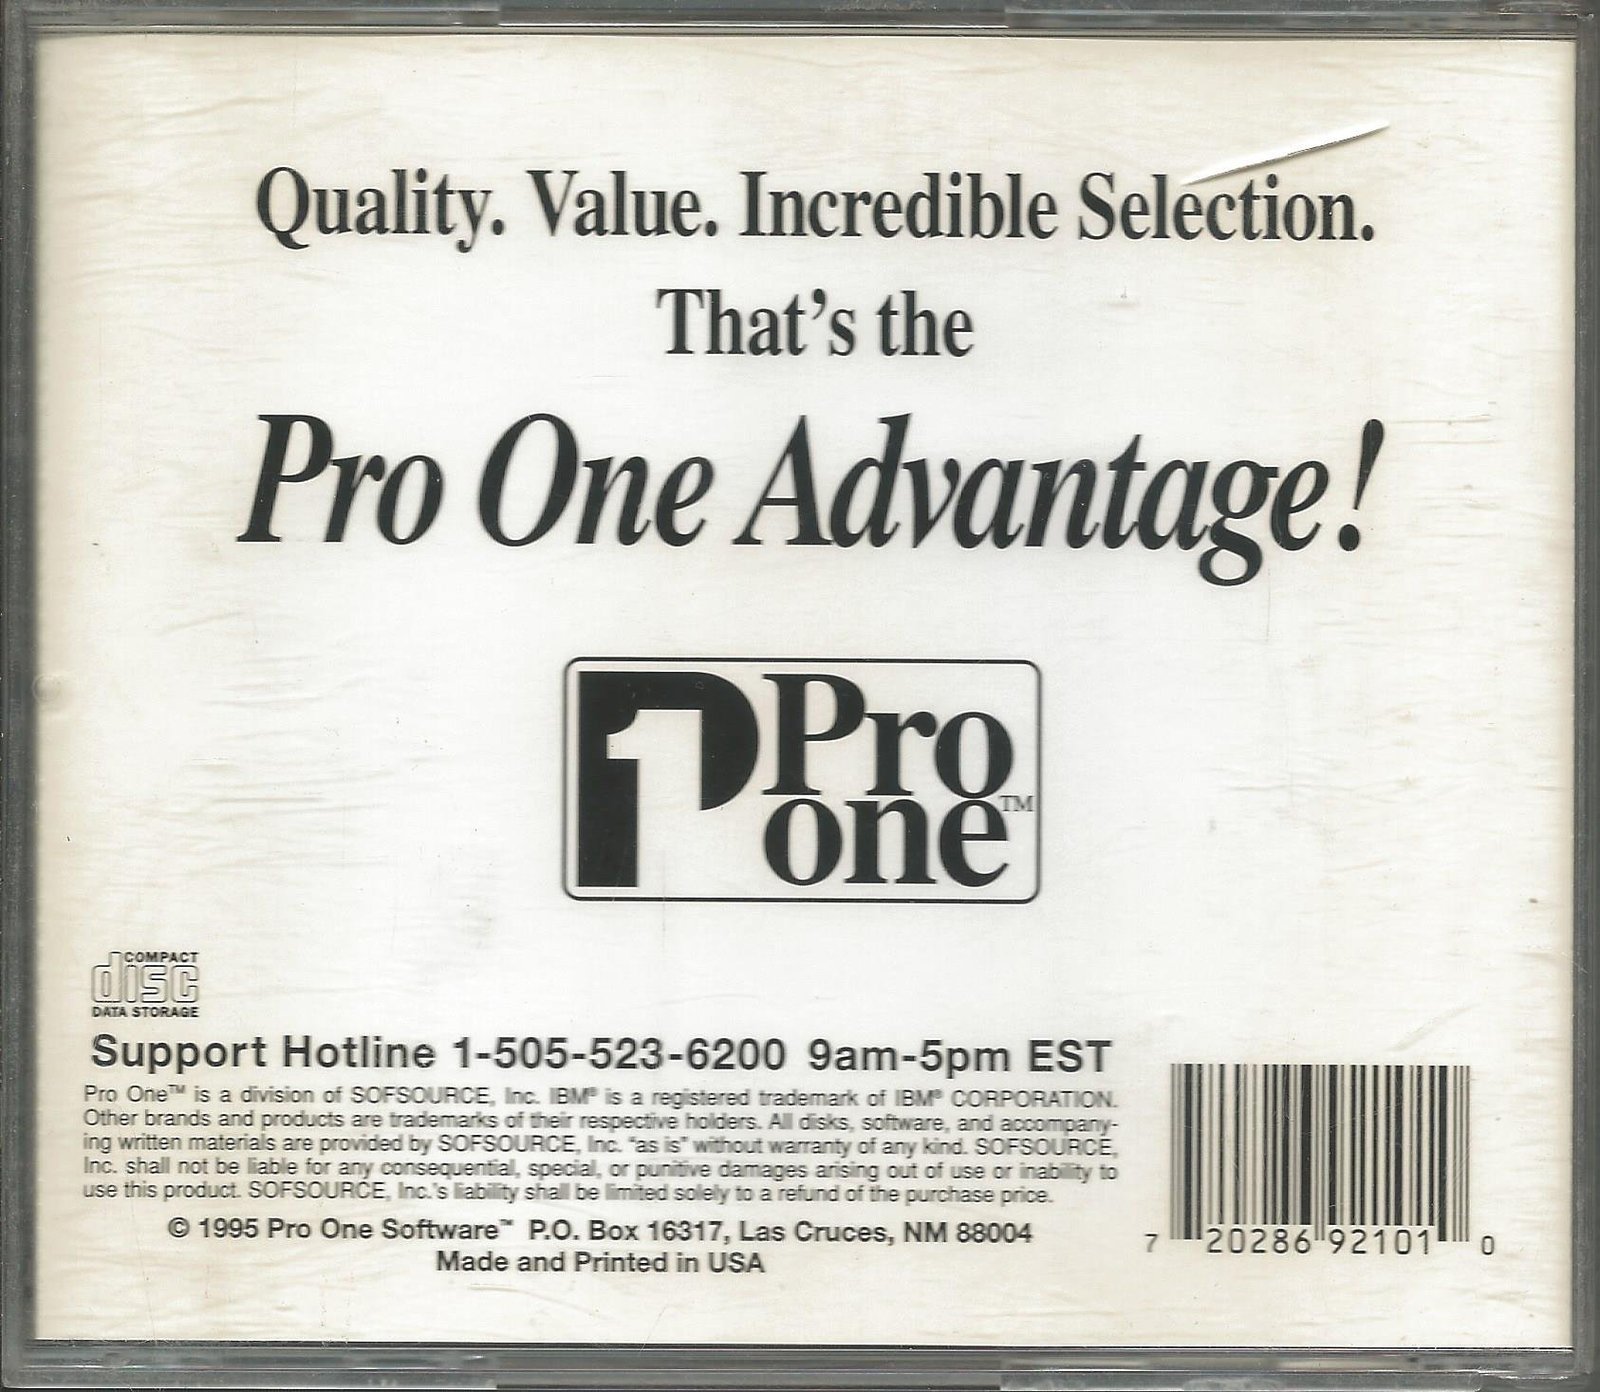 Quality. Value. Incredible Selection.
That's the
Pro One Advantage!
1 Pro
one™
COMPACT
disc
DATA STORAGE
Support Hotline 1-505-523-6200 9am-5pm EST
Pro One™ is a division of SOFSOURCE, Inc. IBM® is a registered trademark of IBM® CORPORATION.
Other brands and products are trademarks of their respective holders. All disks, software, and accompany-
ing written materials are provided by SOFSOURCE, Inc. "as is" without warranty of any kind. SOFSOURCE,
Inc. shall not be liable for any consequential, special, or punitive damages arising out of use or inability to
use this product. SOFSOURCE, Inc.'s liability shall be limited solely to a refund of the purchase price.
© 1995 Pro One Software™ P.O. Box 16317, Las Cruces, NM 88004
Made and Printed in USA
7 20286 92101 0